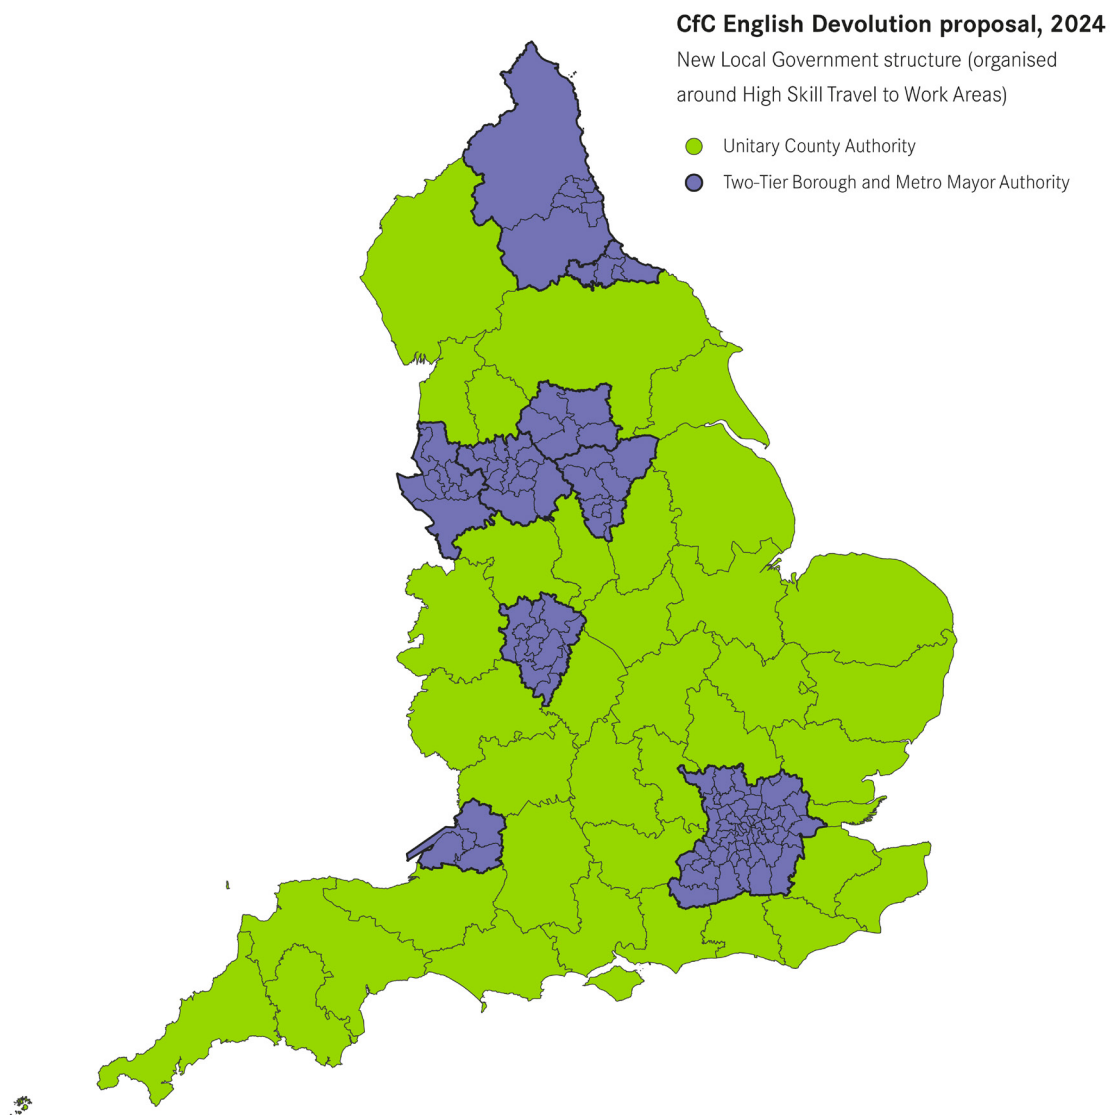 CfC English Devolution proposal, 2024
New Local Government structure (organised
around High Skill Travel to Work Areas)
Unitary County Authority
Two-Tier Borough and Metro Mayor Authority